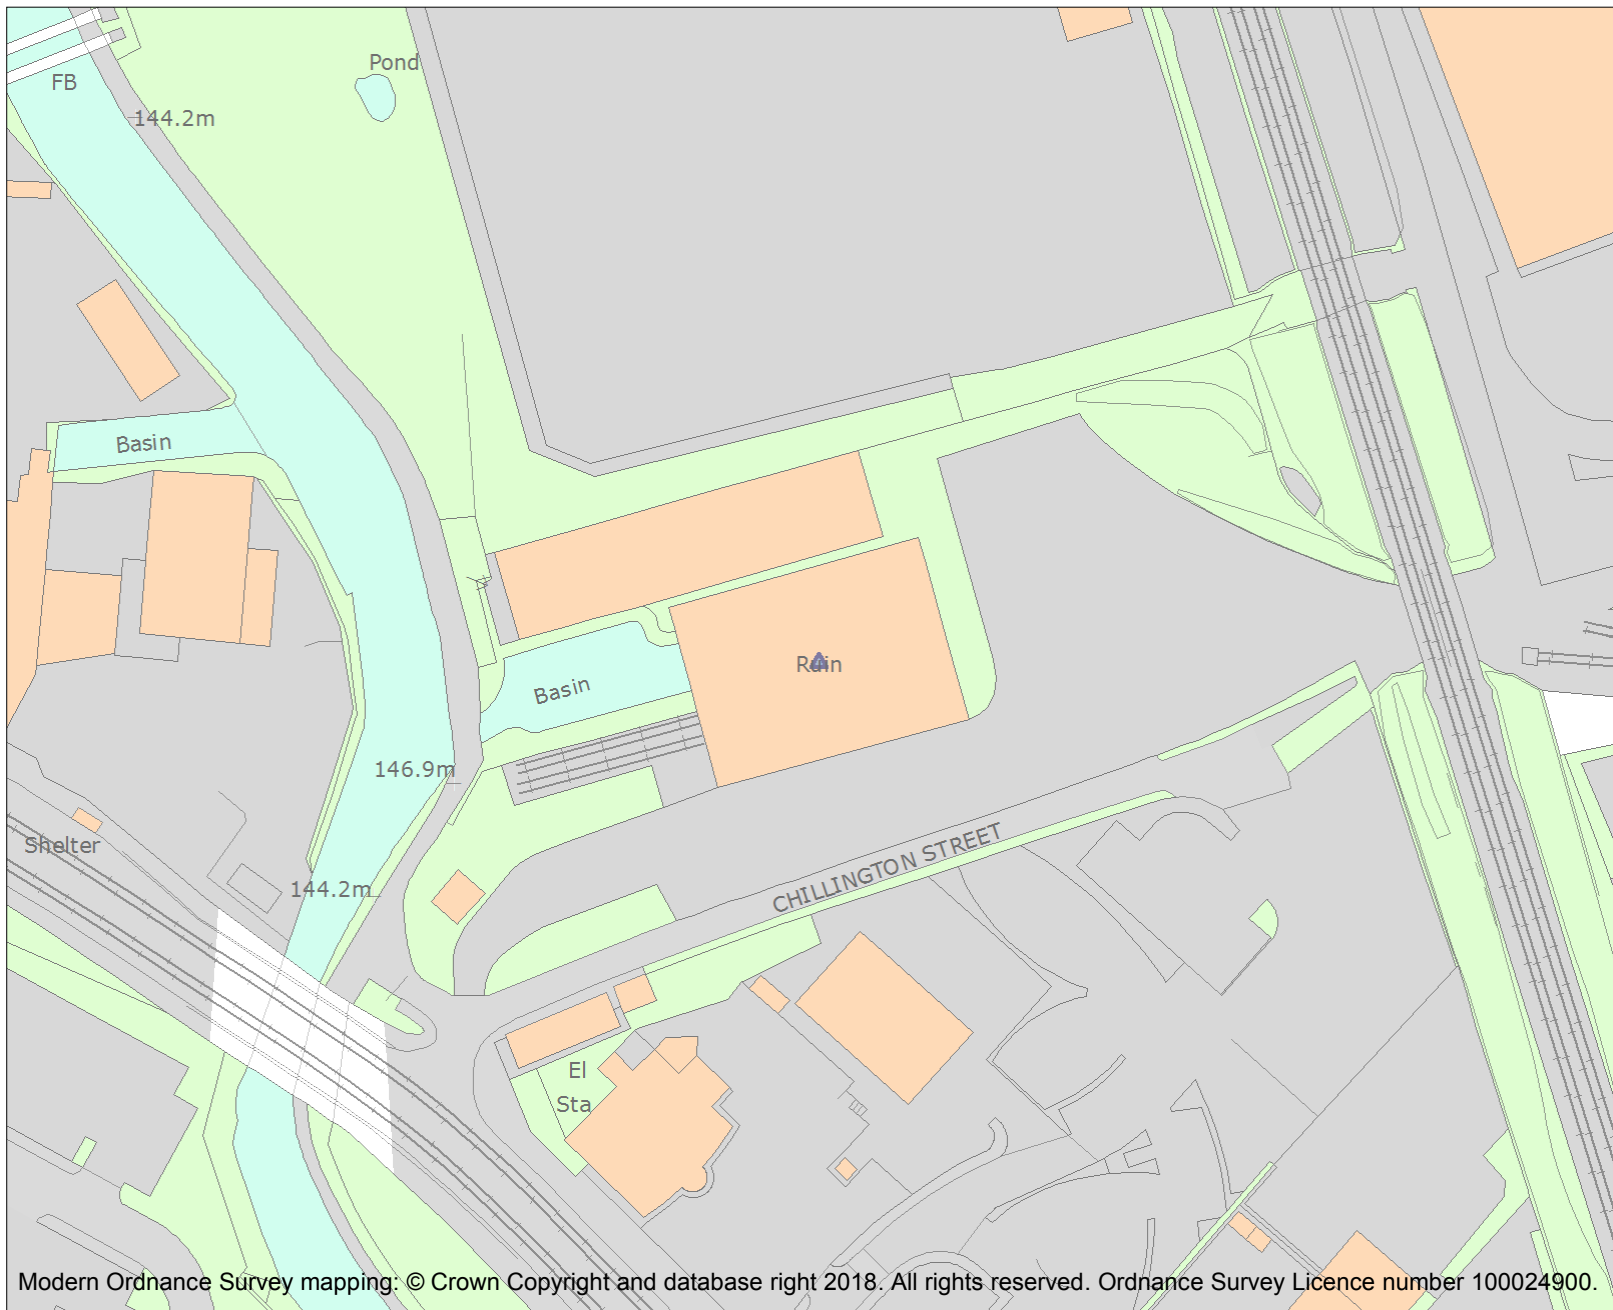 Pond
FB
144.2m
Basin
Ruin
Basin
146.9m
Shelter
CHILLINGTON STREET
144.2m
El
Sta
Modern Ordnance Survey mapping: © Crown Copyright and database right 2018. All rights reserved. Ordnance Survey Licence number 100024900.